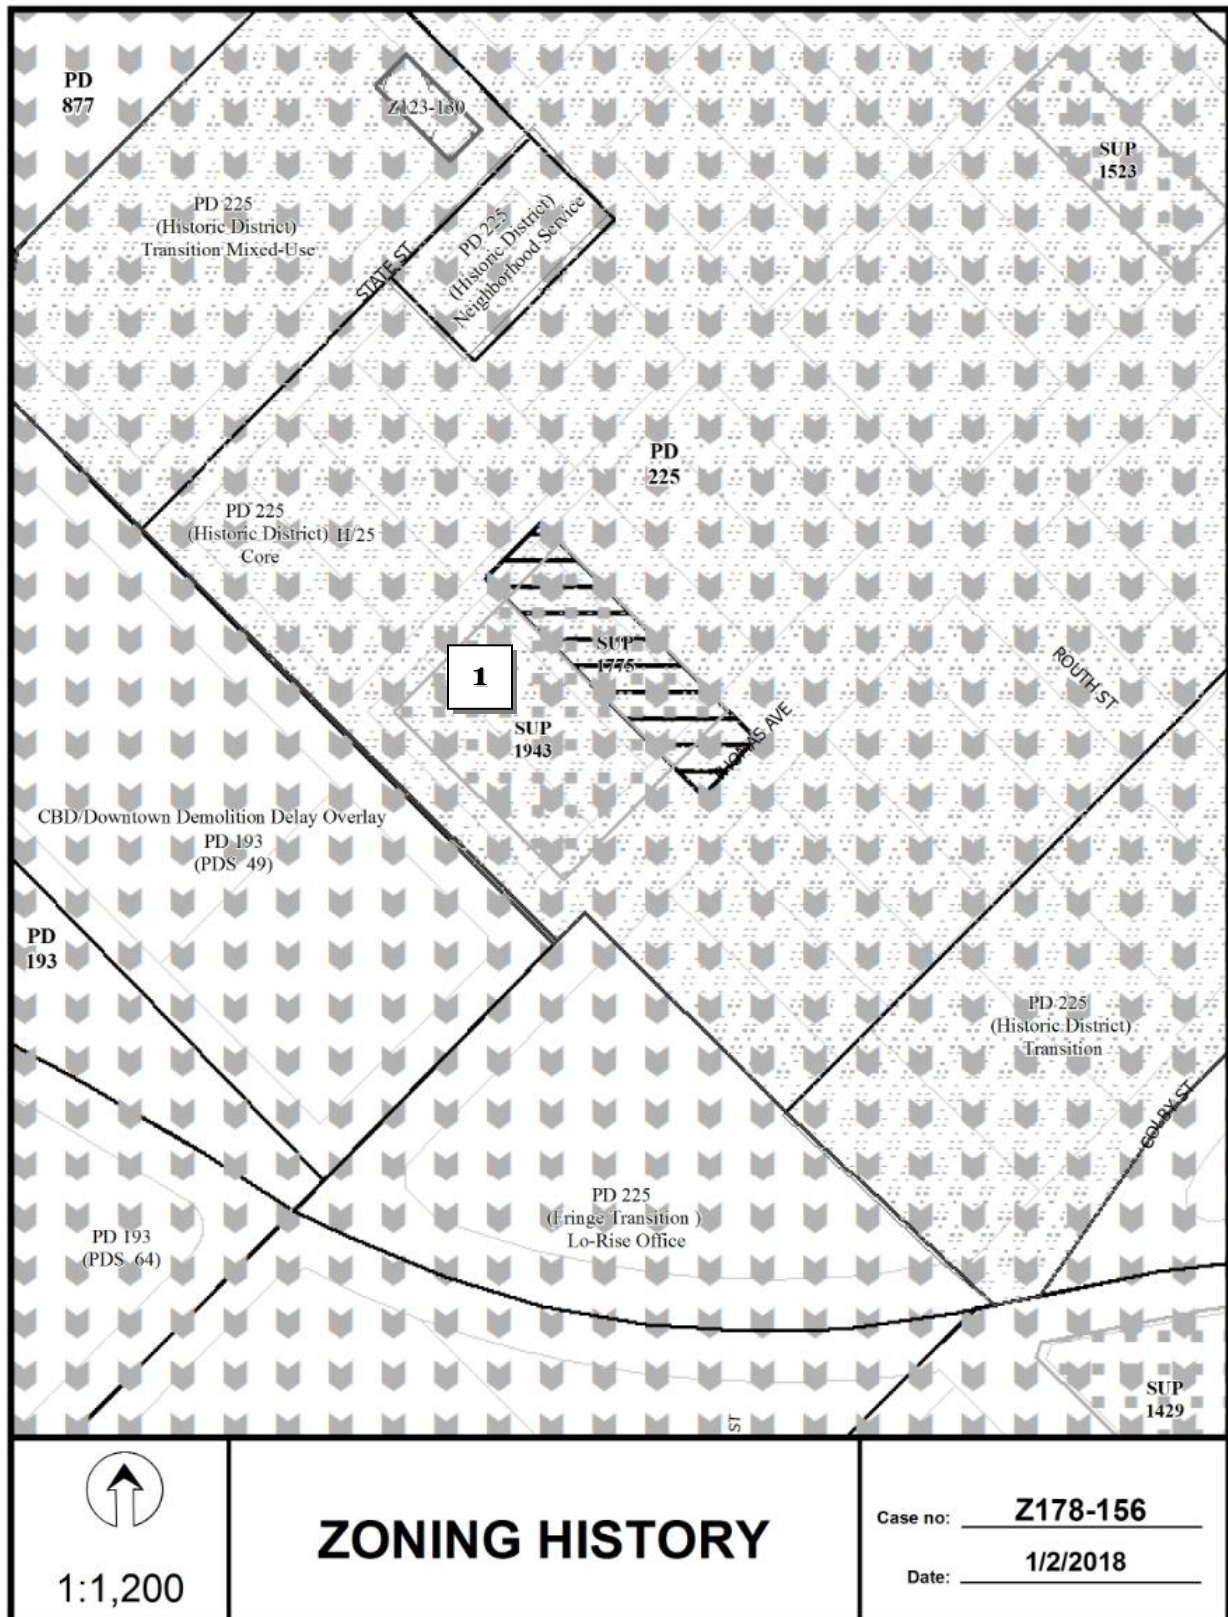 PD
877
Z123-130
SUP
1523
PD 225
(Historic District)
Transition Mixed-Use
PD 225
(Historic District)
Neighborhood Service
STATE ST
PD
225
PD 225
(Historic District) H/25
Core
SUP
1775
1
SUP
1943
THOMAS AVE
ROUTH ST
CBD/Downtown Demolition Delay Overlay
PD 193
(PDS 49)
PD
193
PD 225
(Historic District)
Transition
COLBY ST
PD 225
(Fringe Transition )
Lo-Rise Office
PD 193
(PDS 64)
SUP
1429
ST
1:1,200
ZONING HISTORY
Case no: Z178-156
Date: 1/2/2018